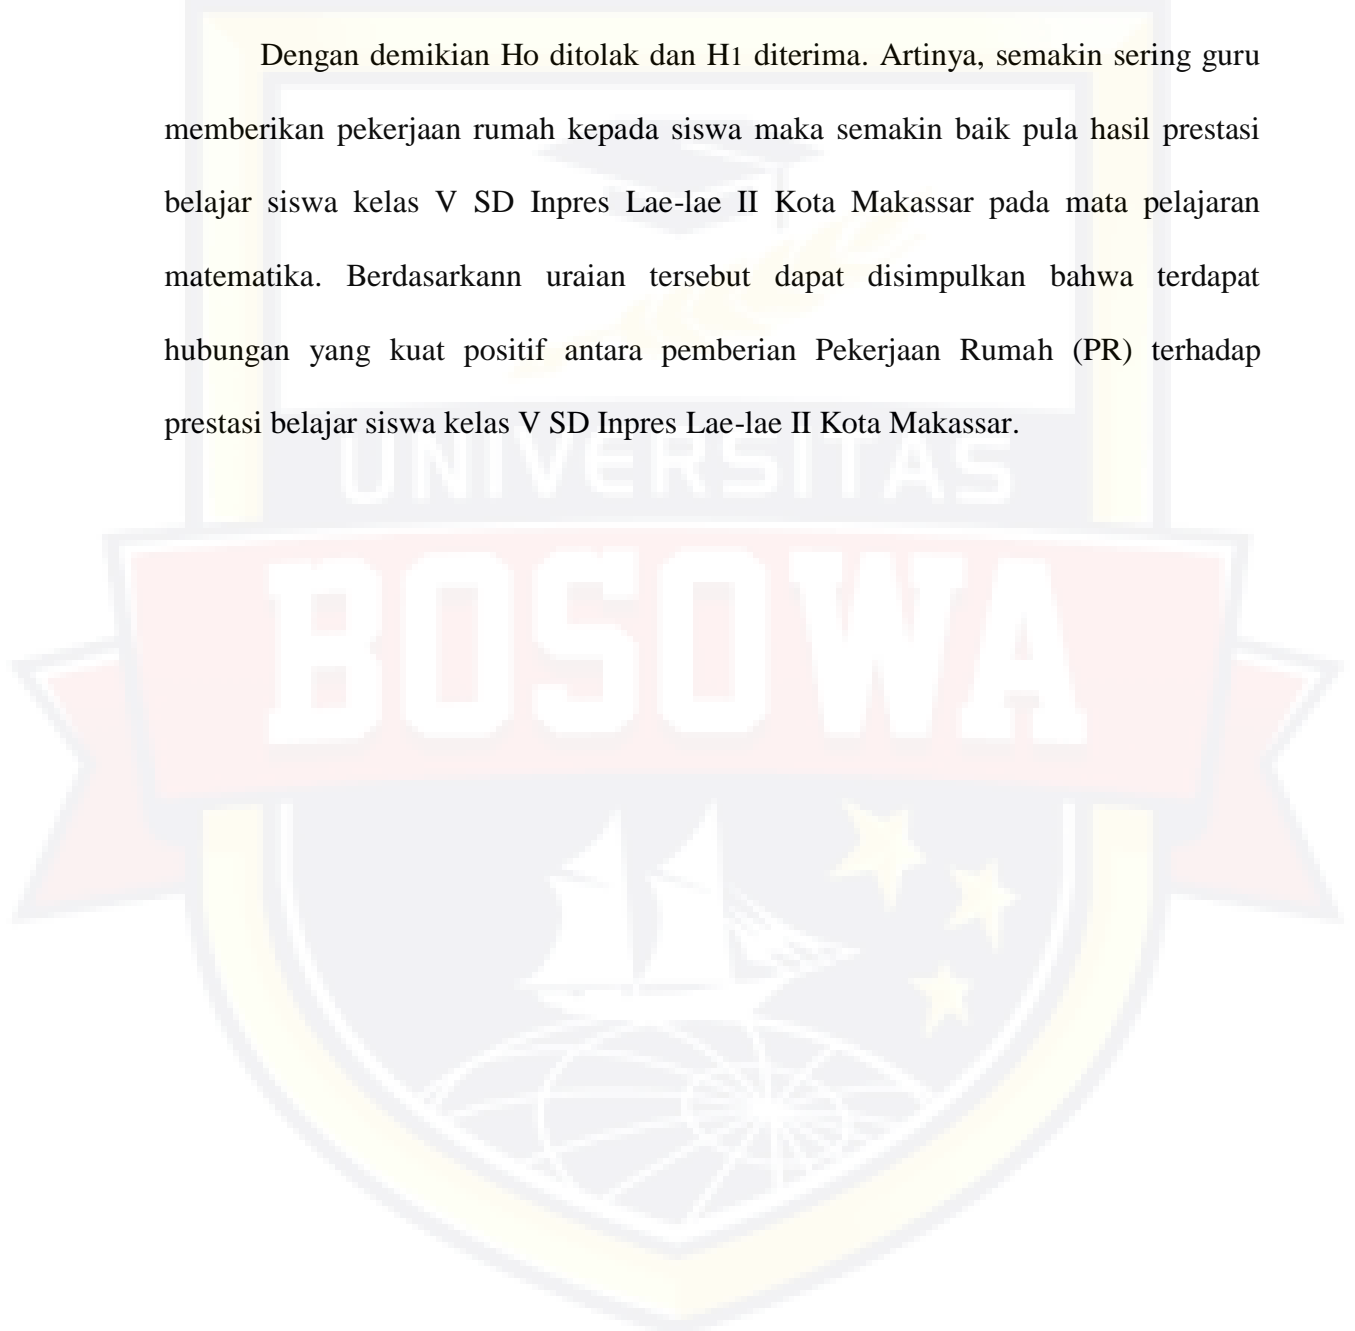 Dengan demikian Ho ditolak dan H1 diterima. Artinya, semakin sering guru
memberikan pekerjaan rumah kepada siswa maka semakin baik pula hasil prestasi
belajar siswa kelas V SD Inpres Lae-lae II Kota Makassar pada mata pelajaran
matematika. Berdasarkann uraian tersebut dapat disimpulkan bahwa terdapat
hubungan yang kuat positif antara pemberian Pekerjaan Rumah (PR) terhadap
prestasi belajar siswa kelas V SD Inpres Lae-lae II Kota Makassar.
UNIVERSITAS
BOSOWA